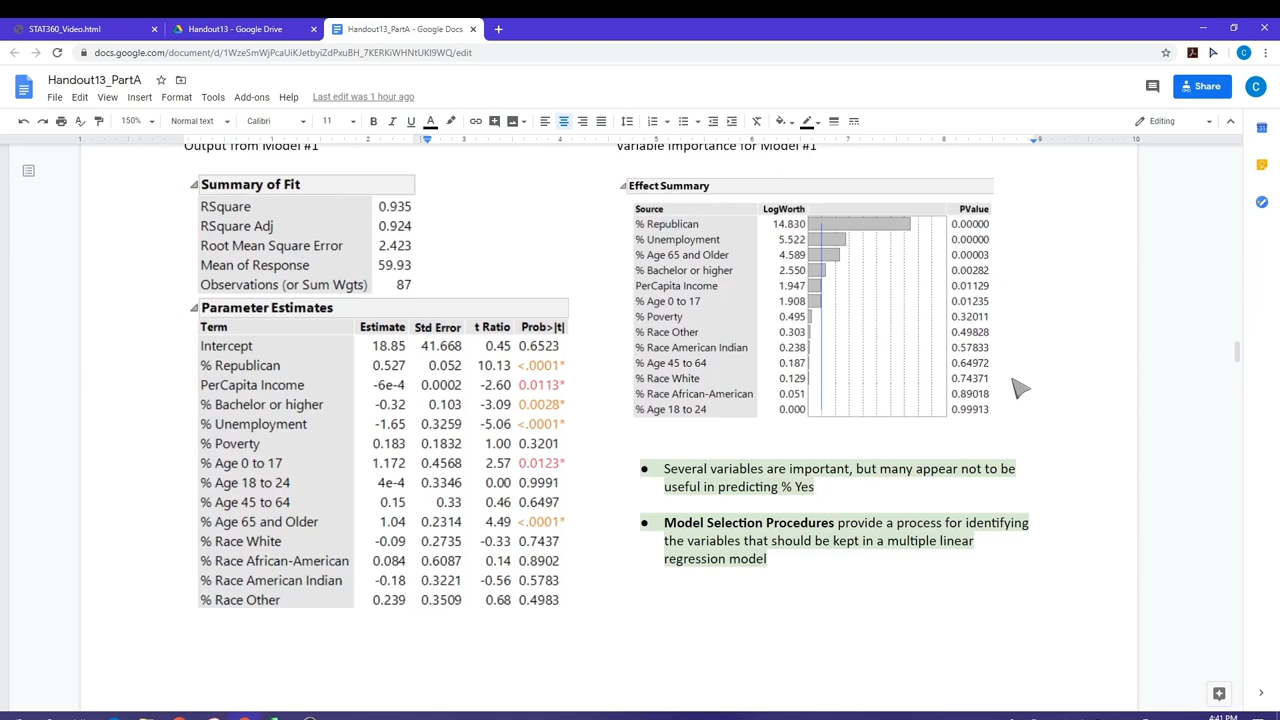 STAT360_Video.html
Handout13 - Google Drive
Handout13_PartA - Google Docs
docs.google.com/document/d/1WzeSmWjPcaUiKJetbyiZdPxuBH_7KERKiWHNtUKI9WQ/edit
Handout13_PartA
File Edit View Insert Format Tools Add-ons Help Last edit was 1 hour ago
Share
C
150% Normal text Calibri 11 Editing
1 2 3 4 5 6 7 8 9 10
Output from Model #1
Summary of Fit
RSquare 0.935
RSquare Adj 0.924
Root Mean Square Error 2.423
Mean of Response 59.93
Observations (or Sum Wgts) 87
Parameter Estimates
Term Estimate Std Error t Ratio Prob>|t|
Intercept 18.85 41.668 0.45 0.6523
% Republican 0.527 0.052 10.13 <.0001*
PerCapita Income -6e-4 0.0002 -2.60 0.0113*
% Bachelor or higher -0.32 0.103 -3.09 0.0028*
% Unemployment -1.65 0.3259 -5.06 <.0001*
% Poverty 0.183 0.1832 1.00 0.3201
% Age 0 to 17 1.172 0.4568 2.57 0.0123*
% Age 18 to 24 4e-4 0.3346 0.00 0.9991
% Age 45 to 64 0.15 0.33 0.46 0.6497
% Age 65 and Older 1.04 0.2314 4.49 <.0001*
% Race White -0.09 0.2735 -0.33 0.7437
% Race African-American 0.084 0.6087 0.14 0.8902
% Race American Indian -0.18 0.3221 -0.56 0.5783
% Race Other 0.239 0.3509 0.68 0.4983
Variable Importance for Model #1
Effect Summary
Source LogWorth PValue
% Republican 14.830 0.00000
% Unemployment 5.522 0.00000
% Age 65 and Older 4.589 0.00003
% Bachelor or higher 2.550 0.00282
PerCapita Income 1.947 0.01129
% Age 0 to 17 1.908 0.01235
% Poverty 0.495 0.32011
% Race Other 0.303 0.49828
% Race American Indian 0.238 0.57833
% Age 45 to 64 0.187 0.64972
% Race White 0.129 0.74371
% Race African-American 0.051 0.89018
% Age 18 to 24 0.000 0.99913
● Several variables are important, but many appear not to be
useful in predicting % Yes
● Model Selection Procedures provide a process for identifying
the variables that should be kept in a multiple linear
regression model
4:41 PM